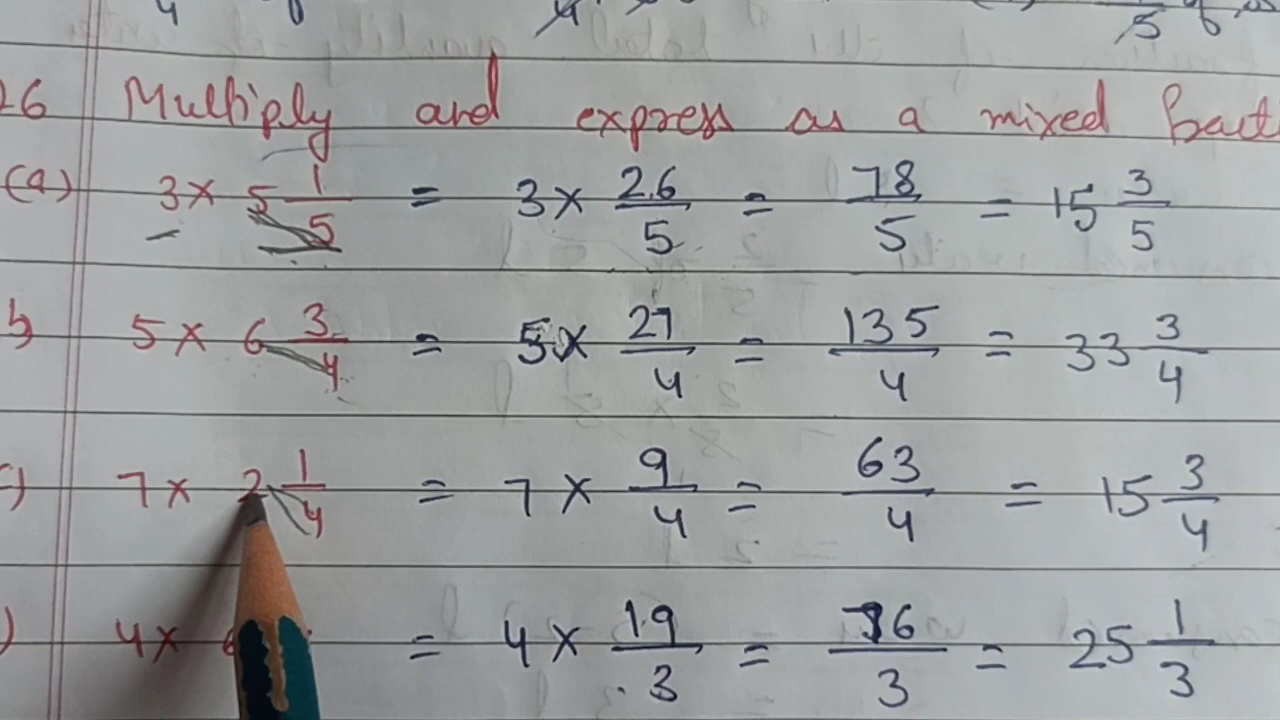 26 Multiply and express as a mixed
(a) 3 × 5 1/5 = 3 × 26/5 = 78/5 = 15 3/5
b) 5 × 6 3/4 = 5 × 27/4 = 135/4 = 33 3/4
c) 7 × 2 1/4 = 7 × 9/4 = 63/4 = 15 3/4
) 4 × 6 = 4 × 19/3 = 76/3 = 25 1/3